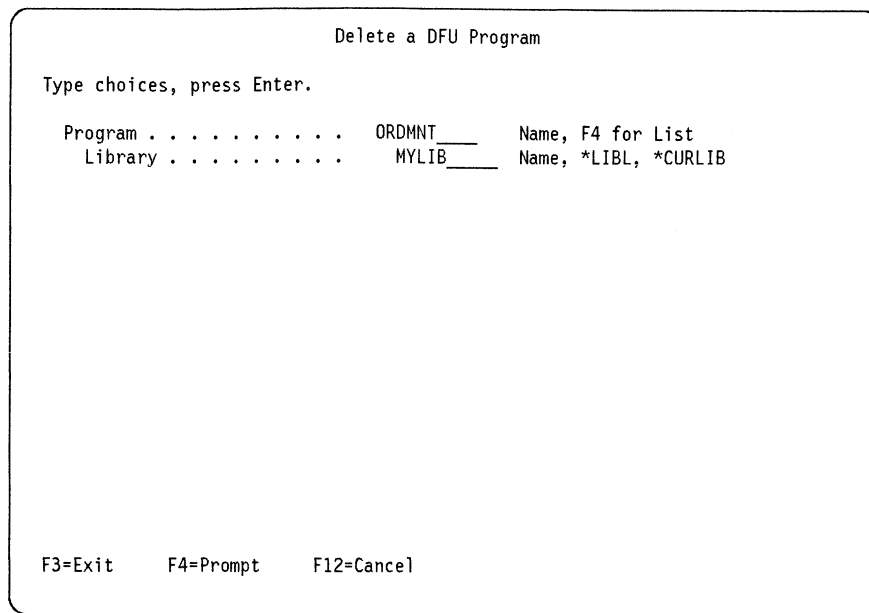 Delete a DFU Program
Type choices, press Enter.
Program . . . . . . . . . . ORDMNT____ Name, F4 for List
Library . . . . . . . . . MYLIB_____ Name, *LIBL, *CURLIB
F3=Exit F4=Prompt F12=Cancel